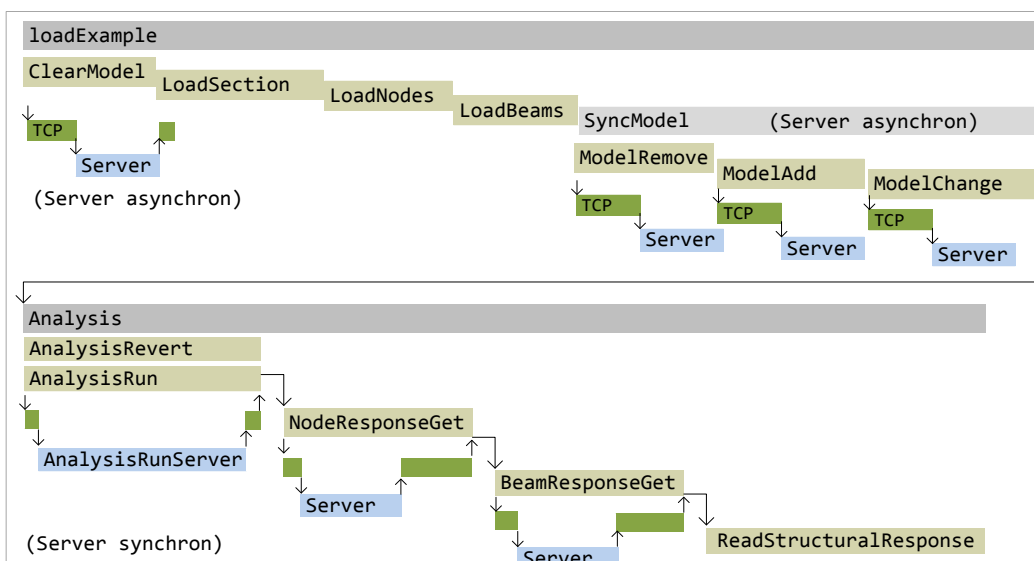 loadExample
ClearModel
LoadSection
LoadNodes
LoadBeams
SyncModel (Server asynchron)
TCP
Server
(Server asynchron)
ModelRemove
ModelAdd
ModelChange
TCP
TCP
TCP
Server
Server
Server
Analysis
AnalysisRevert
AnalysisRun
NodeResponseGet
AnalysisRunServer
BeamResponseGet
Server
ReadStructuralResponse
(Server synchron)
Server